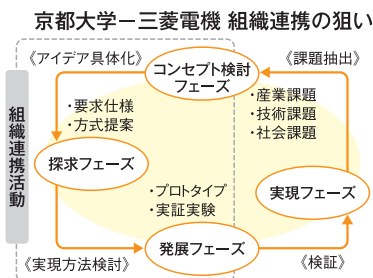 京都大学ー三菱電機 組織連携の狙い
《アイデア具体化》
コンセプト検討
フェーズ
《課題抽出》
・要求仕様
・方式提案
・産業課題
・技術課題
・社会課題
組織連携活動
探求フェーズ
実現フェーズ
・プロトタイプ
・実証実験
《実現方法検討》
発展フェーズ
《検証》